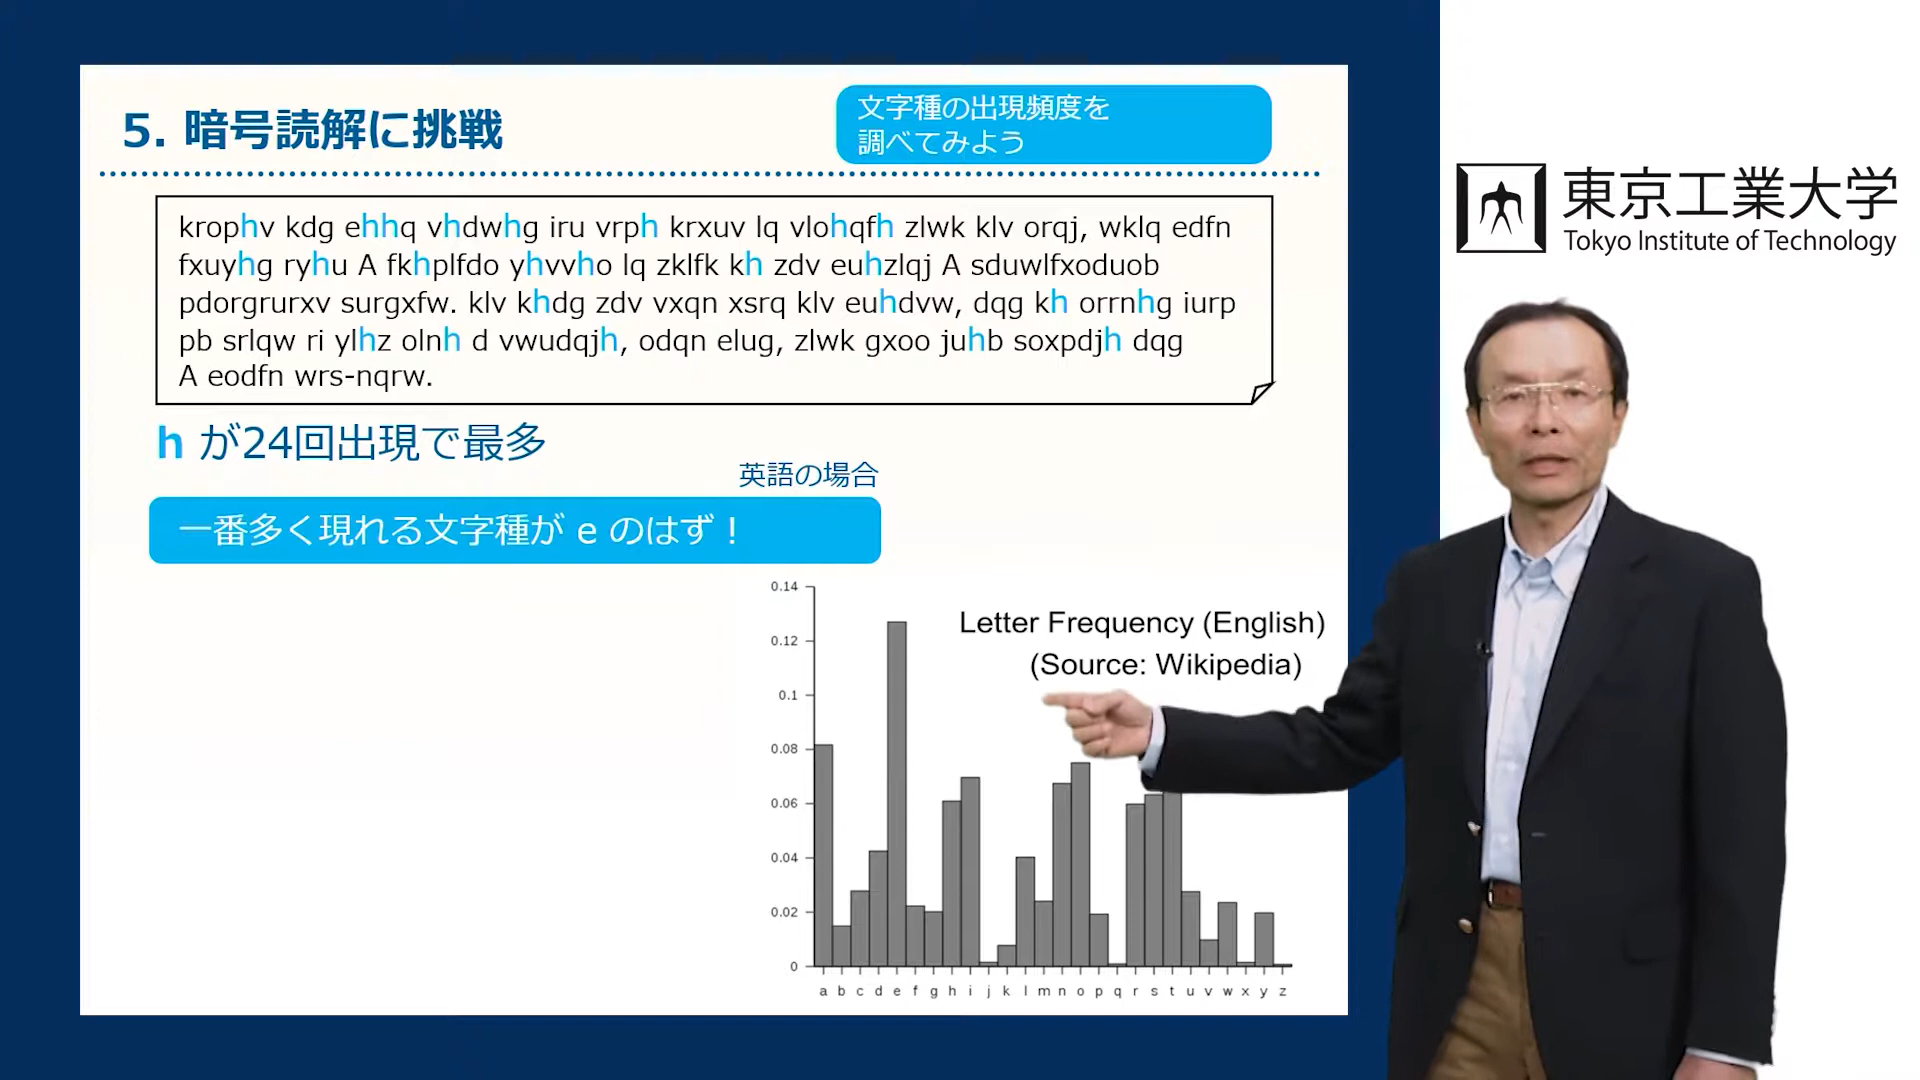 5. 暗号読解に挑戦
文字種の出現頻度を
調べてみよう
krophv kdg ehhq vhdwhg iru vrph krxuv lq vlohqfh zlwk klv orqj, wklq edfn
fxuyhg ryhu A fkhplfdo yhvvho lq zklfk kh zdv euhzlqj A sduwlfxoduob
pdorgrurxv surgxfw. klv khdg zdv vxqn xsrq klv euhdvw, dqg kh orrnhg iurp
pb srlqw ri ylhz olnh d vwudqjh, odqn elug, zlwk gxoo juhb soxpdjh dqg
A eodfn wrs-nqrw.
h が24回出現で最多
英語の場合
一番多く現れる文字種が e のはず！
Letter Frequency (English)
(Source: Wikipedia)
0.14
0.12
0.1
0.08
0.06
0.04
0.02
0
a b c d e f g h i j k l m n o p q r s t u v w x y z
東京工業大学
Tokyo Institute of Technology